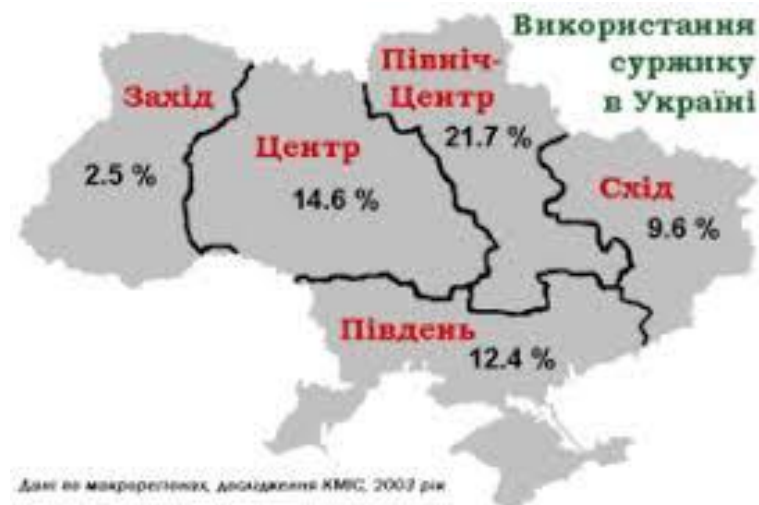 Використання
суржику
в Україні
Північ-
Центр
21.7 %
Захід
2.5 %
Центр
14.6 %
Схід
9.6 %
Південь
12.4 %
Дані по макрорегіонах, дослідження КМІС, 2003 рік